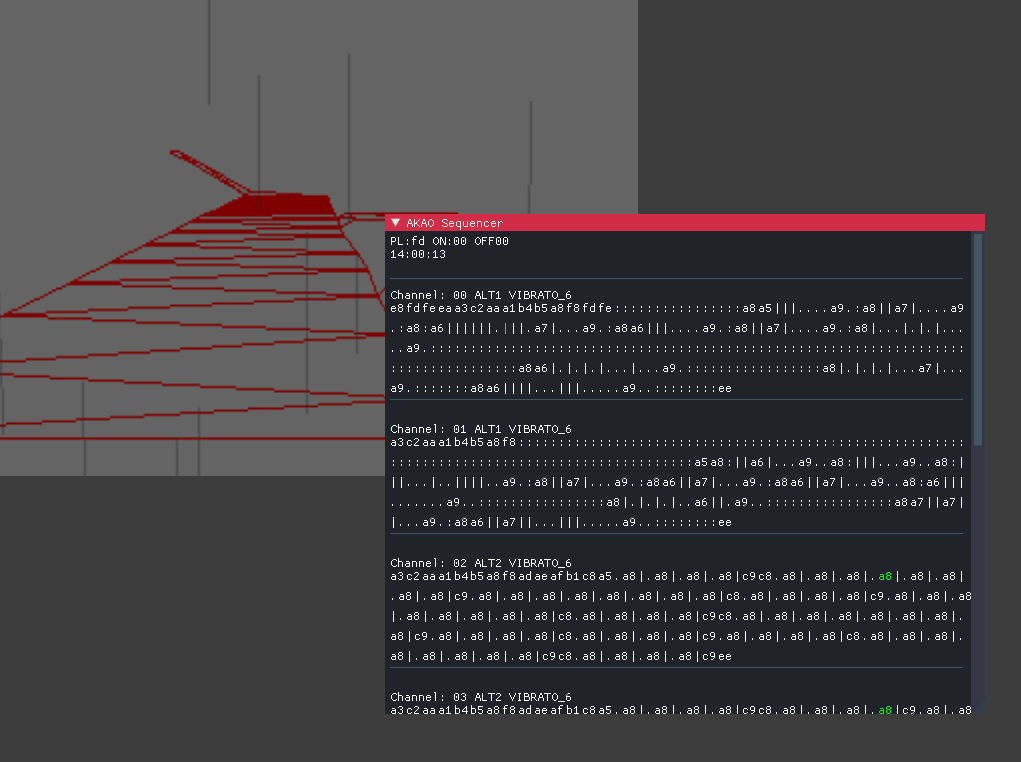 ▼ AKAO Sequencer
PL:fd ON:00 OFF00
14:00:13
Channel: 00 ALT1 VIBRATO_6
e8fdfeeaa3c2aaa1b4b5a8f8fdfe::::::::::::::::a8a5|||....a9.:a8||a7|....a9
.:a8:a6||||||.|||.a7|...a9.:a8a6|||....a9.:a8||a7|....a9.:a8|...|.|.|...
..a9.:::::::::::::::::::::::::::::::::::::::::::::::::::::::::::::::::::
::::::::::::::::a8a6|.|.|.|...|...a9.::::::::::::::::::a8|.|.|.|...a7|...
a9.:::::::a8a6||||...|||.....a9..::::::::ee
Channel: 01 ALT1 VIBRATO_6
a3c2aaa1b4b5a8f8::::::::::::::::::::::::::::::::::::::::::::::::::::::::
::::::::::::::::::::::::::::::::::::::a5a8:||a6|...a9..a8:|||...a9..a8:|
||...|..||||..a9.:a8||a7|...a9.:a8a6||a7|...a9.:a8a6||a7|...a9..a8:a6|||
.......a9..::::::::::::::::a8|.|.|.|..a6||.a9..::::::::::::::::a8a7||a7|
|...a9.:a8a6||a7||...|||.....a9..::::::::ee
Channel: 02 ALT2 VIBRATO_6
a3c2aaa1b4b5a8f8adaeafb1c8a5.a8|.a8|.a8|.a8|c9c8.a8|.a8|.a8|.a8|.a8|.a8|
.a8|.a8|c9.a8|.a8|.a8|.a8|.a8|.a8|.a8|c8.a8|.a8|.a8|.a8|c9.a8|.a8|.a8|.a8
|.a8|.a8|.a8|.a8|.a8|c8.a8|.a8|.a8|.a8|c9c8.a8|.a8|.a8|.a8|.a8|.a8|.a8|.
a8|c9.a8|.a8|.a8|.a8|c8.a8|.a8|.a8|.a8|c9.a8|.a8|.a8|.a8|c8.a8|.a8|.a8|.
a8|.a8|.a8|.a8|.a8|c9c8.a8|.a8|.a8|.a8|c9ee
Channel: 03 ALT2 VIBRATO_6
a3c2aaa1b4b5a8f8adaeafb1c8a5.a8|.a8|.a8|.a8|c9c8.a8|.a8|.a8|.a8|c9.a8|.a8